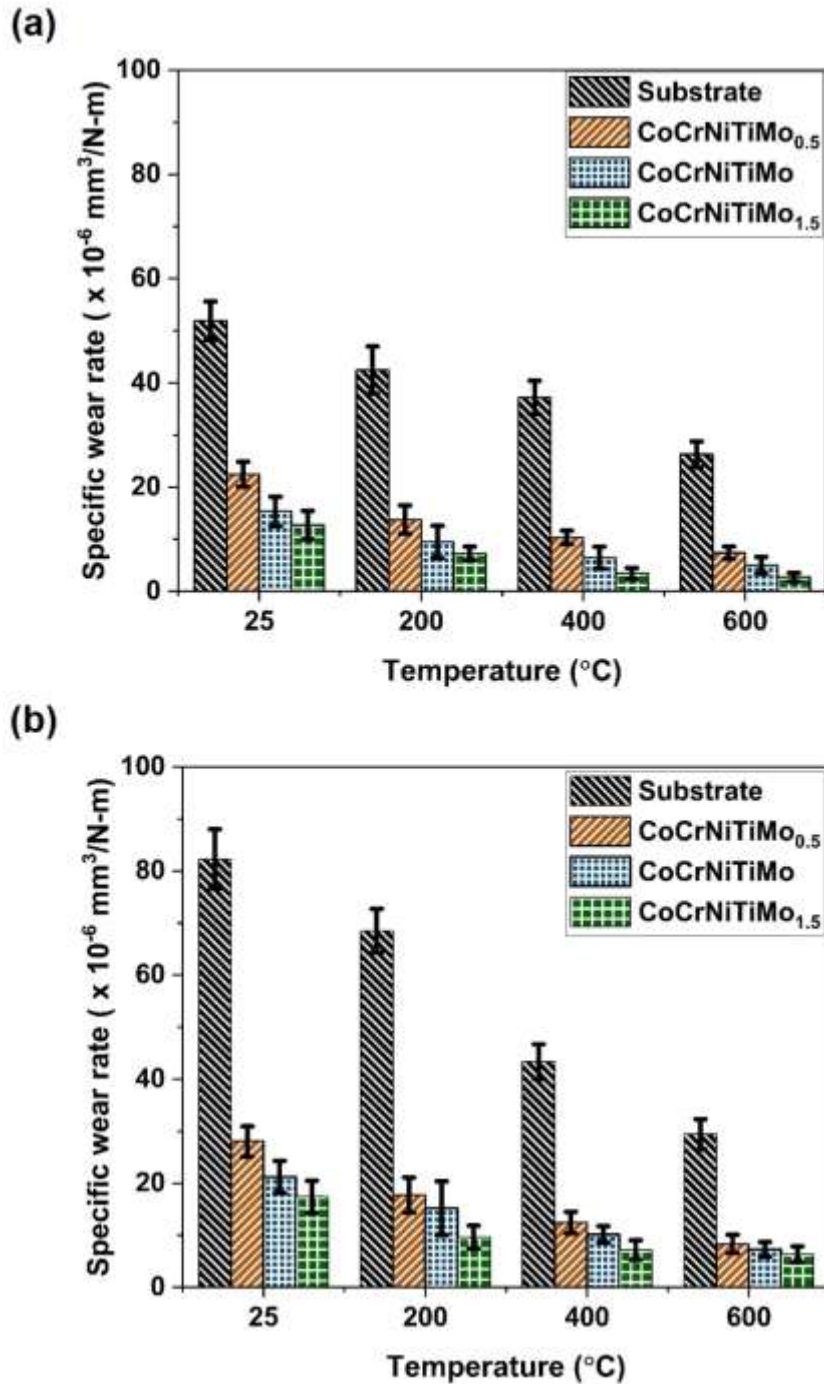 (a)
100
80
60
40
20
0
Specific wear rate ( x 10⁻⁶ mm³/N-m)
Substrate
CoCrNiTiMo₀.₅
CoCrNiTiMo
CoCrNiTiMo₁.₅
25 200 400 600
Temperature (°C)
(b)
100
80
60
40
20
0
Specific wear rate ( x 10⁻⁶ mm³/N-m)
Substrate
CoCrNiTiMo₀.₅
CoCrNiTiMo
CoCrNiTiMo₁.₅
25 200 400 600
Temperature (°C)